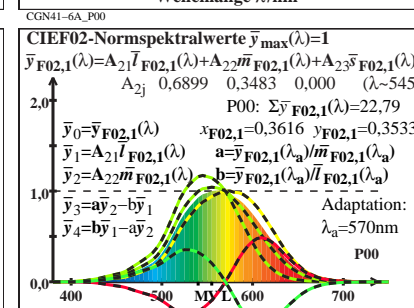 CGN41-6A_P00
CIEF02-Normspektralwerte y̅max(λ)=1
y̅F02,1(λ)=A21l̅F02,1(λ)+A22m̅F02,1(λ)+A23s̅F02,1(λ)
A2j 0,6899 0,3483 0,000 (λ~545
2,0
P00: Σy̅F02,1(λ)=22,79
y̅0=y̅F02,1(λ) xF02,1=0,3616 yF02,1=0,3533
y̅1=A21l̅F02,1(λ) a=y̅F02,1(λa)/m̅F02,1(λa)
1,0 y̅2=A22m̅F02,1(λ) b=y̅F02,1(λa)/l̅F02,1(λa)
y̅3=ay̅2-by̅1 Adaptation:
y̅4=by̅1-ay̅2 λa=570nm
P00
0,0
400 500 M L 600 700